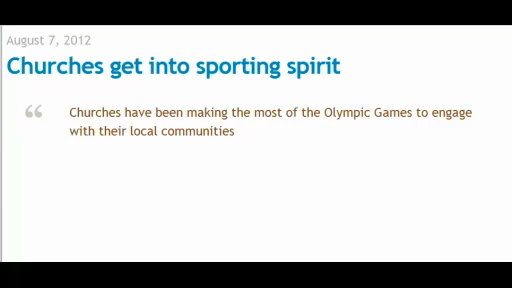 August 7, 2012
Churches get into sporting spirit
“ Churches have been making the most of the Olympic Games to engage
with their local communities